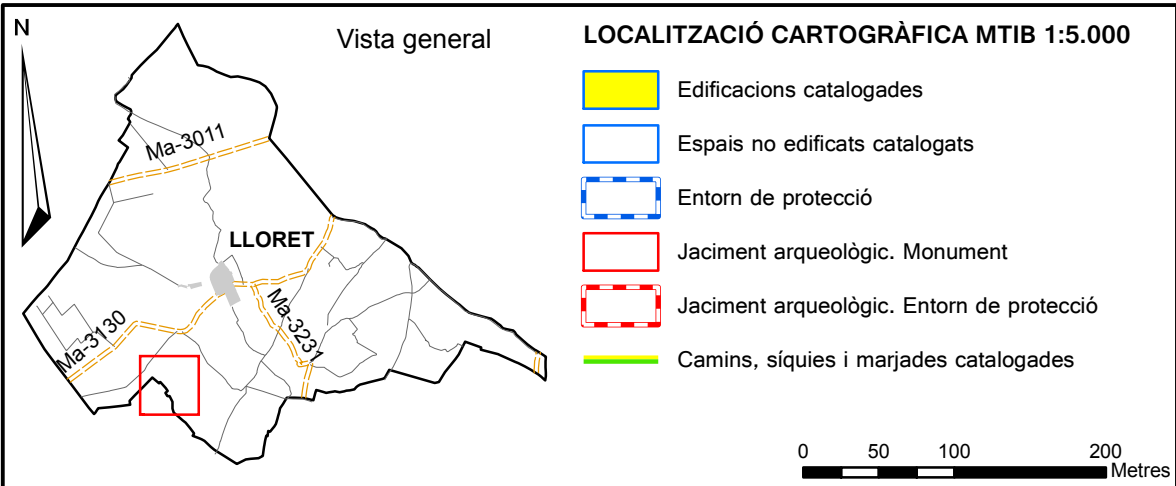 N
Vista general
Ma-3011
LLORET
Ma-3130
Ma-3231
LOCALITZACIÓ CARTOGRÀFICA MTIB 1:5.000
Edificacions catalogades
Espais no edificats catalogats
Entorn de protecció
Jaciment arqueològic. Monument
Jaciment arqueològic. Entorn de protecció
Camins, síquies i marjades catalogades
0 50 100 200
Metres